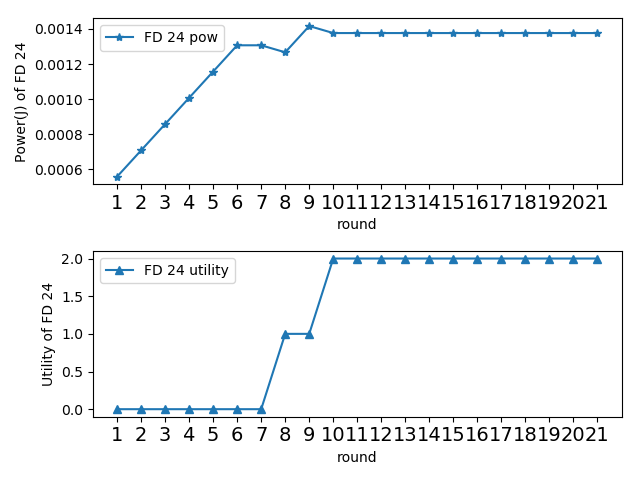 0.0014
0.0012
0.0010
0.0008
0.0006
Power(J) of FD 24
FD 24 pow
1 2 3 4 5 6 7 8 9 10 11 12 13 14 15 16 17 18 19 20 21
round
2.0
1.5
1.0
0.5
0.0
Utility of FD 24
FD 24 utility
1 2 3 4 5 6 7 8 9 10 11 12 13 14 15 16 17 18 19 20 21
round